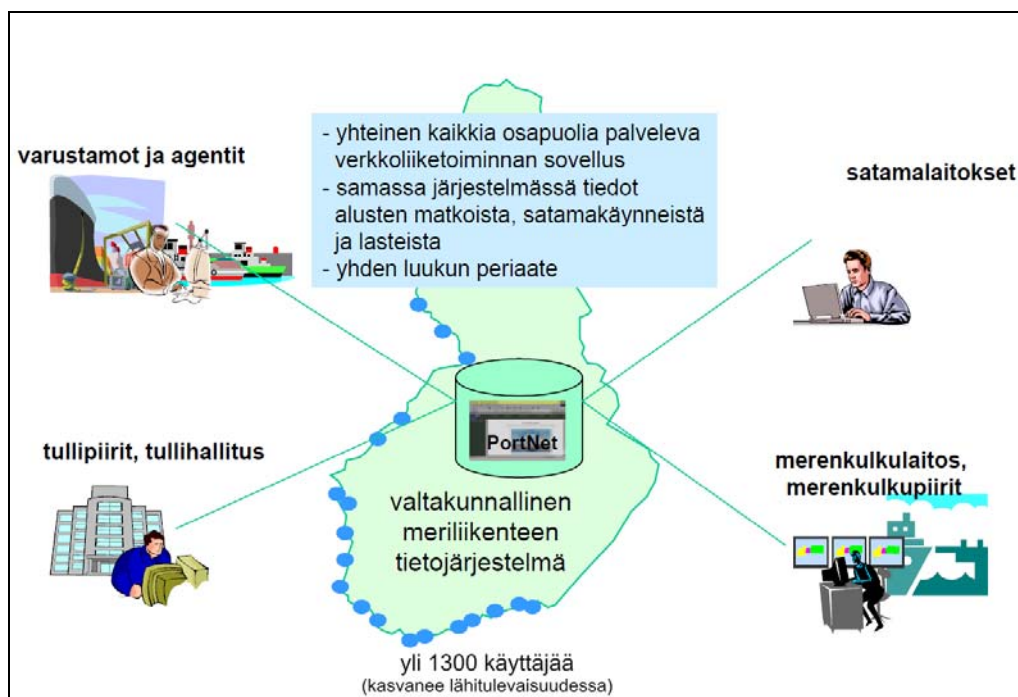 - yhteinen kaikkia osapuolia palveleva
verkkoliiketoiminnan sovellus
- samassa järjestelmässä tiedot
alusten matkoista, satamakäynneistä
ja lasteista
- yhden luukun periaate
varustamot ja agentit
satamalaitokset
PortNet
tullipiirit, tullihallitus
merenkulkulaitos,
merenkulkupiirit
valtakunnallinen
meriliikenteen
tietojärjestelmä
yli 1300 käyttäjää
(kasvanee lähitulevaisuudessa)